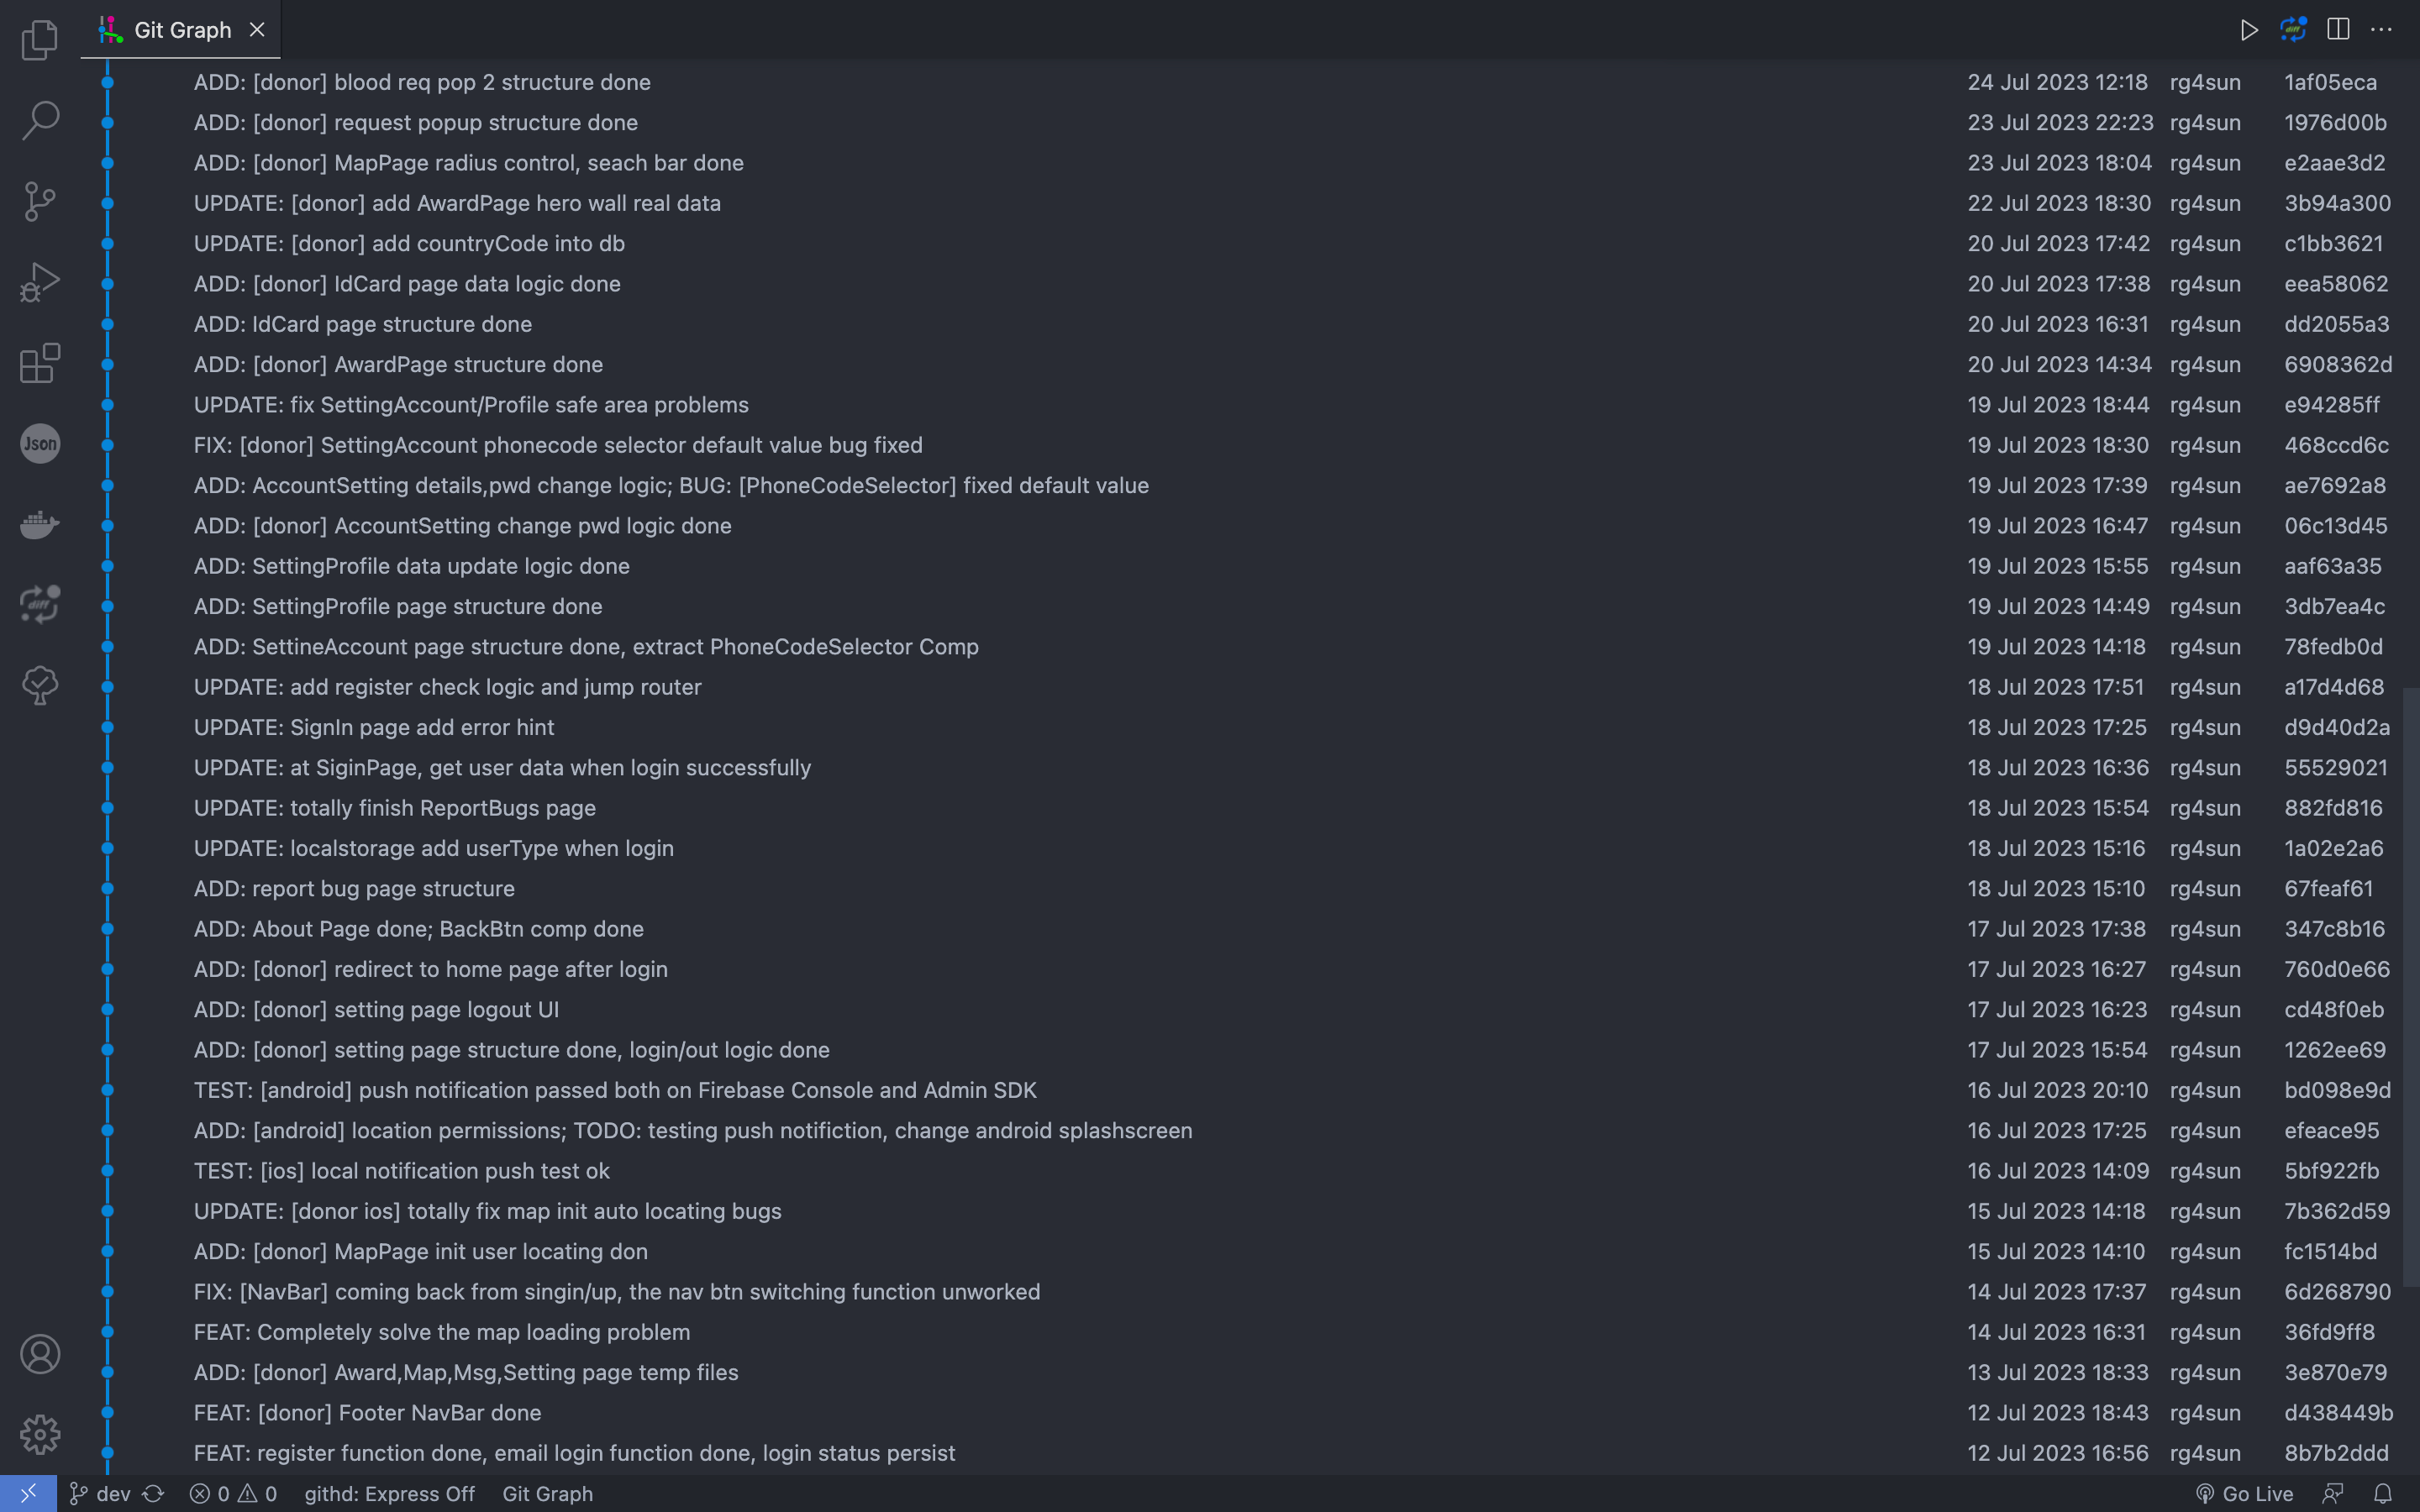 Git Graph
ADD: [donor] blood req pop 2 structure done 24 Jul 2023 12:18 rg4sun 1af05eca
ADD: [donor] request popup structure done 23 Jul 2023 22:23 rg4sun 1976d00b
ADD: [donor] MapPage radius control, seach bar done 23 Jul 2023 18:04 rg4sun e2aae3d2
UPDATE: [donor] add AwardPage hero wall real data 22 Jul 2023 18:30 rg4sun 3b94a300
UPDATE: [donor] add countryCode into db 20 Jul 2023 17:42 rg4sun c1bb3621
ADD: [donor] IdCard page data logic done 20 Jul 2023 17:38 rg4sun eea58062
ADD: IdCard page structure done 20 Jul 2023 16:31 rg4sun dd2055a3
ADD: [donor] AwardPage structure done 20 Jul 2023 14:34 rg4sun 6908362d
UPDATE: fix SettingAccount/Profile safe area problems 19 Jul 2023 18:44 rg4sun e94285ff
FIX: [donor] SettingAccount phonecode selector default value bug fixed 19 Jul 2023 18:30 rg4sun 468ccd6c
ADD: AccountSetting details,pwd change logic; BUG: [PhoneCodeSelector] fixed default value 19 Jul 2023 17:39 rg4sun ae7692a8
ADD: [donor] AccountSetting change pwd logic done 19 Jul 2023 16:47 rg4sun 06c13d45
ADD: SettingProfile data update logic done 19 Jul 2023 15:55 rg4sun aaf63a35
ADD: SettingProfile page structure done 19 Jul 2023 14:49 rg4sun 3db7ea4c
Json
ADD: SettineAccount page structure done, extract PhoneCodeSelector Comp 19 Jul 2023 14:18 rg4sun 78fedb0d
UPDATE: add register check logic and jump router 18 Jul 2023 17:51 rg4sun a17d4d68
UPDATE: SignIn page add error hint 18 Jul 2023 17:25 rg4sun d9d40d2a
UPDATE: at SiginPage, get user data when login successfully 18 Jul 2023 16:36 rg4sun 55529021
UPDATE: totally finish ReportBugs page 18 Jul 2023 15:54 rg4sun 882fd816
UPDATE: localstorage add userType when login 18 Jul 2023 15:16 rg4sun 1a02e2a6
ADD: report bug page structure 18 Jul 2023 15:10 rg4sun 67feaf61
ADD: About Page done; BackBtn comp done 17 Jul 2023 17:38 rg4sun 347c8b16
ADD: [donor] redirect to home page after login 17 Jul 2023 16:27 rg4sun 760d0e66
ADD: [donor] setting page logout UI 17 Jul 2023 16:23 rg4sun cd48f0eb
ADD: [donor] setting page structure done, login/out logic done 17 Jul 2023 15:54 rg4sun 1262ee69
TEST: [android] push notification passed both on Firebase Console and Admin SDK 16 Jul 2023 20:10 rg4sun bd098e9d
ADD: [android] location permissions; TODO: testing push notifiction, change android splashscreen 16 Jul 2023 17:25 rg4sun efeace95
TEST: [ios] local notification push test ok 16 Jul 2023 14:09 rg4sun 5bf922fb
UPDATE: [donor ios] totally fix map init auto locating bugs 15 Jul 2023 14:18 rg4sun 7b362d59
ADD: [donor] MapPage init user locating don 15 Jul 2023 14:10 rg4sun fc1514bd
FIX: [NavBar] coming back from singin/up, the nav btn switching function unworked 14 Jul 2023 17:37 rg4sun 6d268790
FEAT: Completely solve the map loading problem 14 Jul 2023 16:31 rg4sun 36fd9ff8
ADD: [donor] Award,Map,Msg,Setting page temp files 13 Jul 2023 18:33 rg4sun 3e870e79
FEAT: [donor] Footer NavBar done 12 Jul 2023 18:43 rg4sun d438449b
FEAT: register function done, email login function done, login status persist 12 Jul 2023 16:56 rg4sun 8b7b2ddd
diff
diff
dev 0 0 githd: Express Off Git Graph Go Live